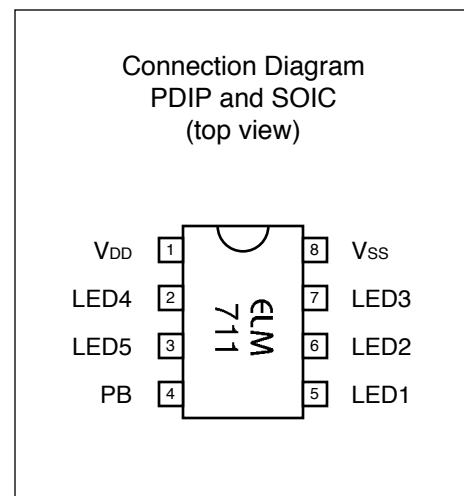 Connection Diagram
PDIP and SOIC
(top view)
VDD 1 8 VSS
LED4 2 7 LED3
LED5 3 6 LED2
PB 4 5 LED1
ELM
711